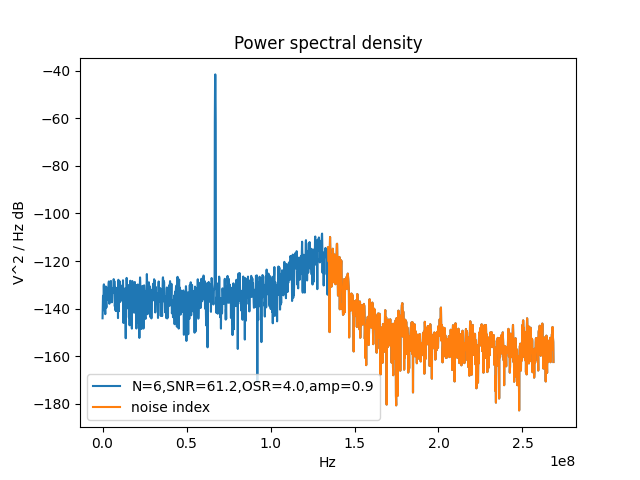 Power spectral density
V^2 / Hz dB
−40
−60
−80
−100
−120
−140
−160
−180
N=6,SNR=61.2,OSR=4.0,amp=0.9
noise index
0.0 0.5 1.0 1.5 2.0 2.5
1e8
Hz